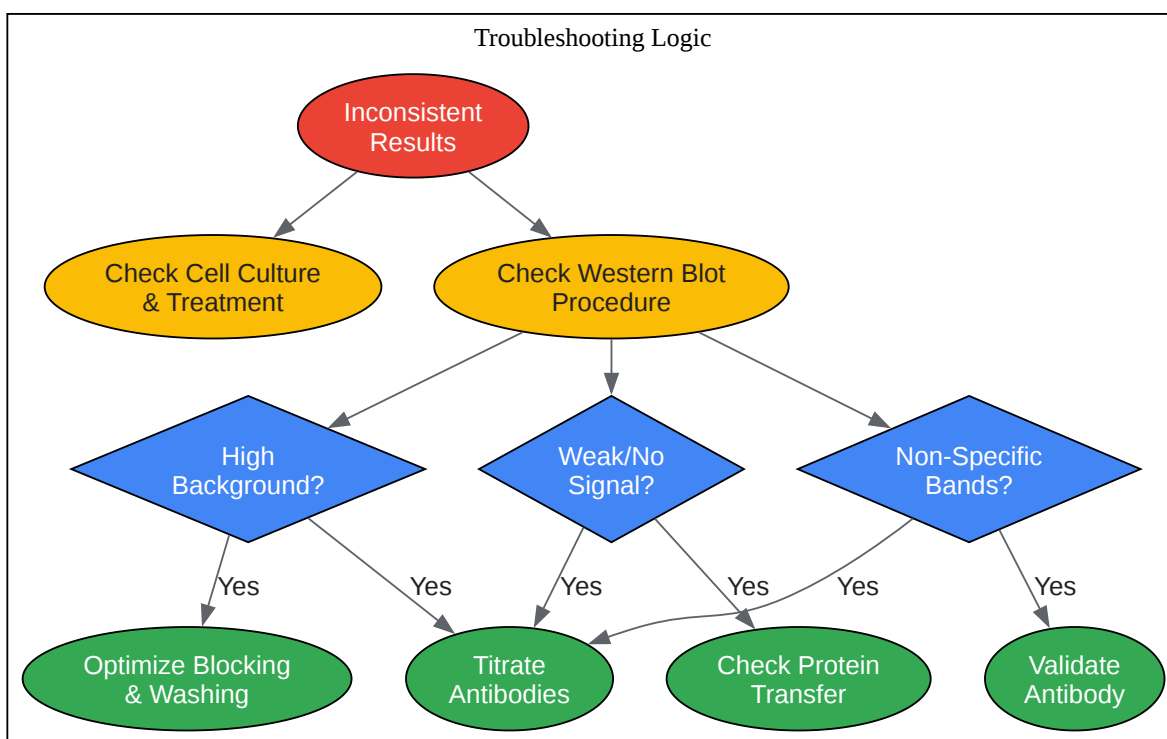 Troubleshooting Logic
Inconsistent
Results
Check Cell Culture
& Treatment
Check Western Blot
Procedure
High
Background?
Weak/No
Signal?
Non-Specific
Bands?
Yes
Yes
Yes
Yes
Yes
Yes
Optimize Blocking
& Washing
Titrate
Antibodies
Check Protein
Transfer
Validate
Antibody